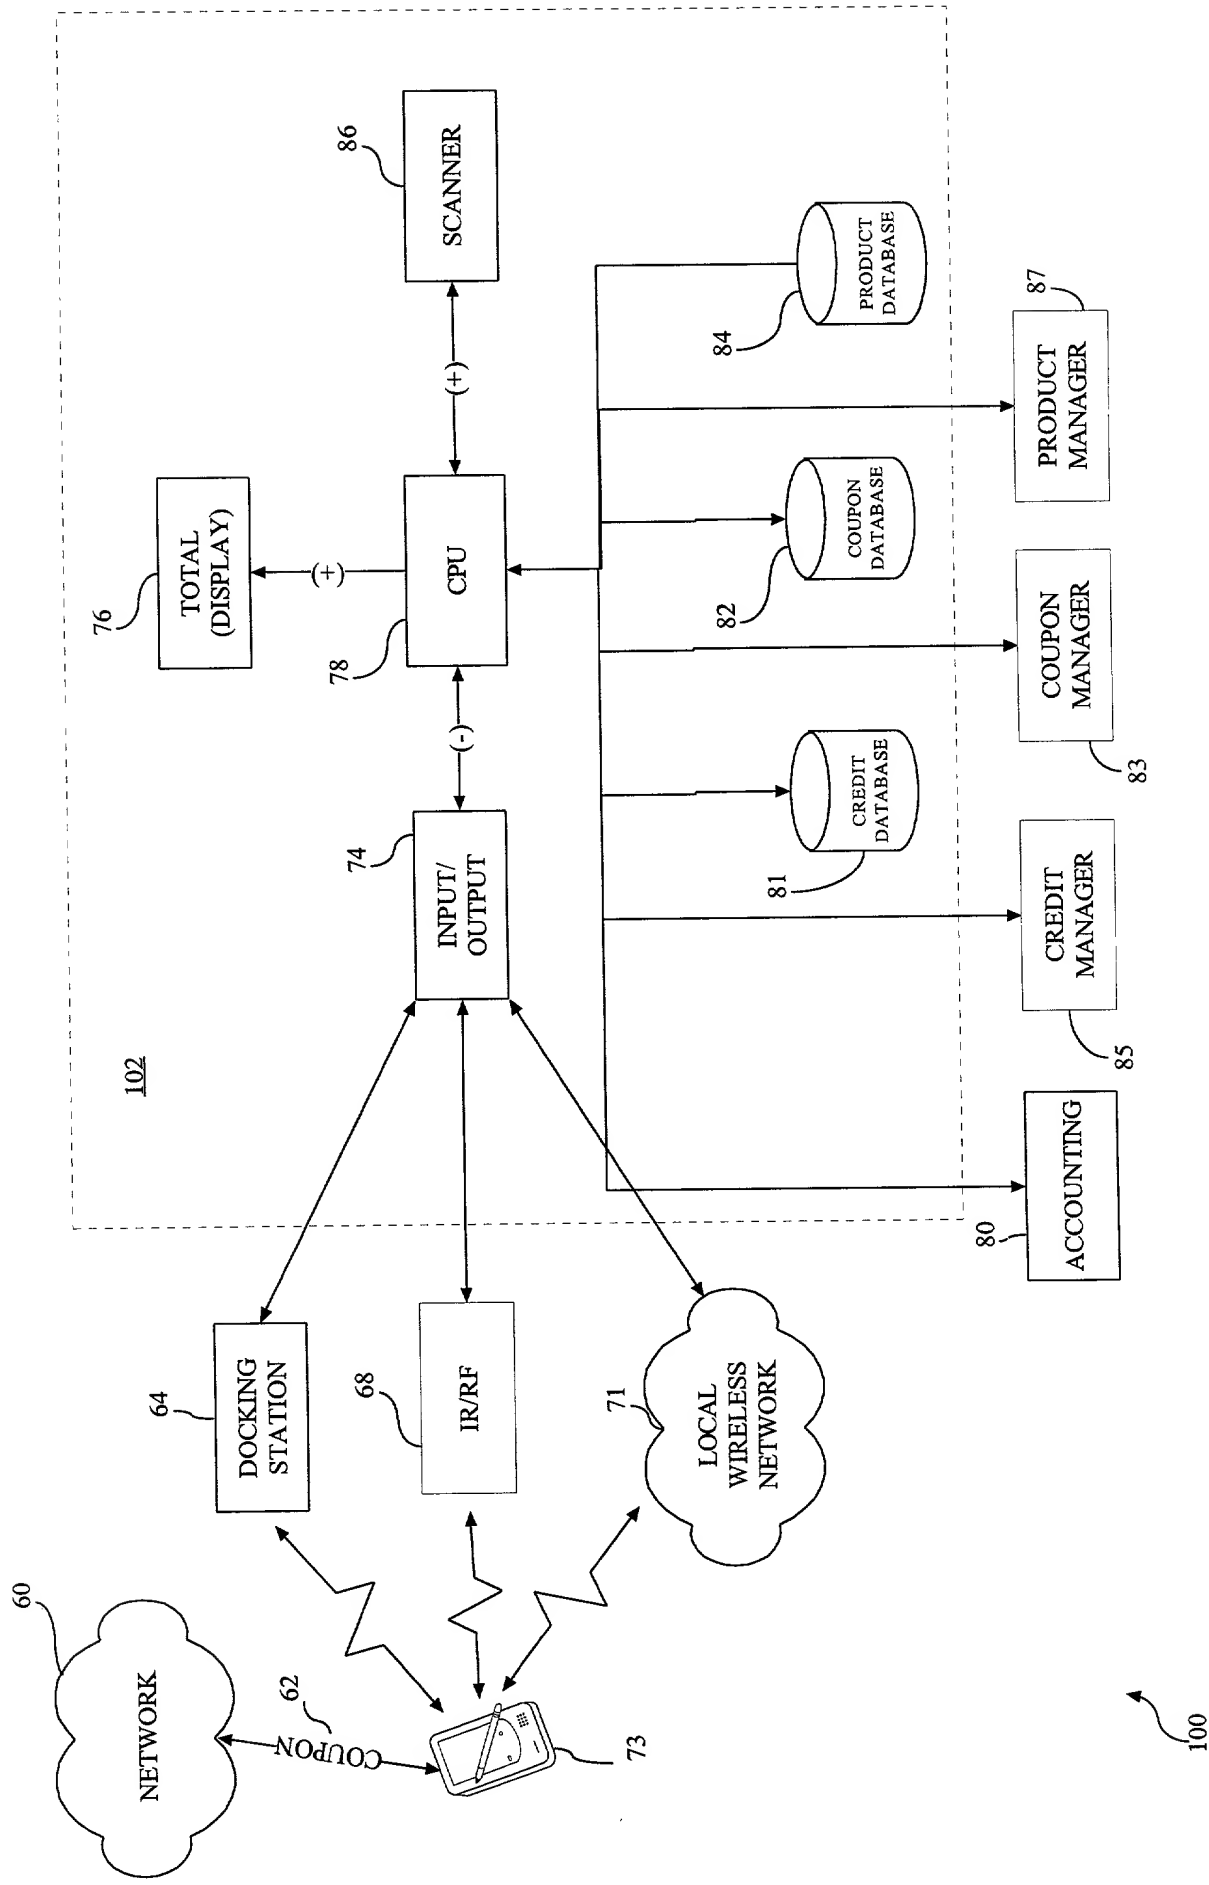 60
NETWORK
62
COUPON
73
64
DOCKING
STATION
68
IR/RF
71
LOCAL
WIRELESS
NETWORK
102
74
INPUT/
OUTPUT
(-)
76
TOTAL
(DISPLAY)
(+)
78
CPU
(+)
86
SCANNER
81
CREDIT
DATABASE
82
COUPON
DATABASE
84
PRODUCT
DATABASE
80
ACCOUNTING
85
CREDIT
MANAGER
83
COUPON
MANAGER
87
PRODUCT
MANAGER
100